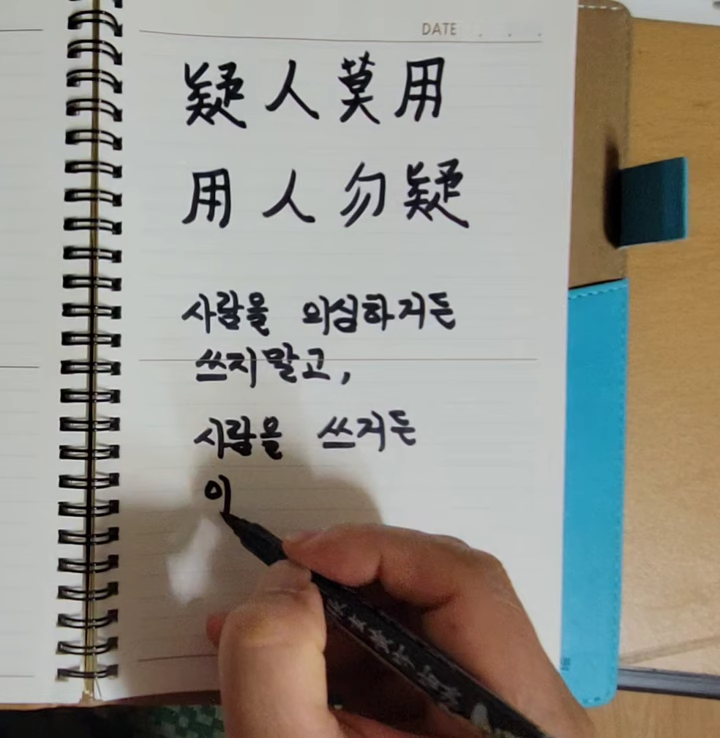 DATE . . .
疑人莫用
用人勿疑
사람을 의심하거든
쓰지말고,
사람을 쓰거든
이